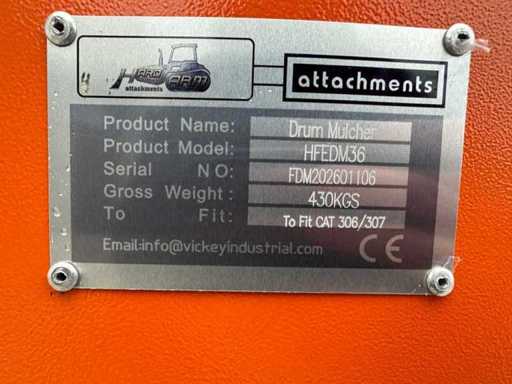 HARD FARM
attachments
attachments
Product Name: Drum Mulcher
Product Model: HFEDM36
Serial NO: FDM202601106
Gross Weight: 430KGS
To Fit: To Fit CAT 306/307
Email:info@vickeyindustrial.com CE